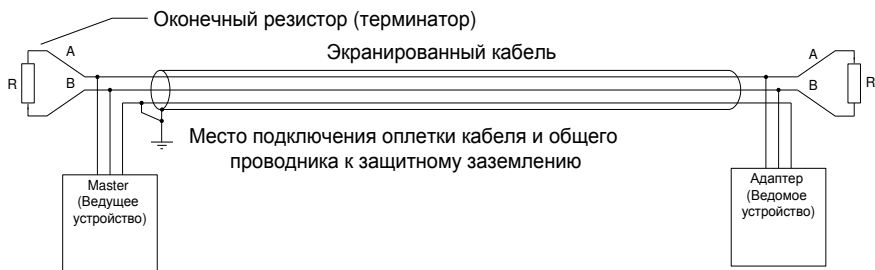 Оконечный резистор (терминатор)
Экранированный кабель
A
B
R
A
B
R
Место подключения оплетки кабеля и общего
проводника к защитному заземлению
Master
(Ведущее
устройство)
Адаптер
(Ведомое
устройство)